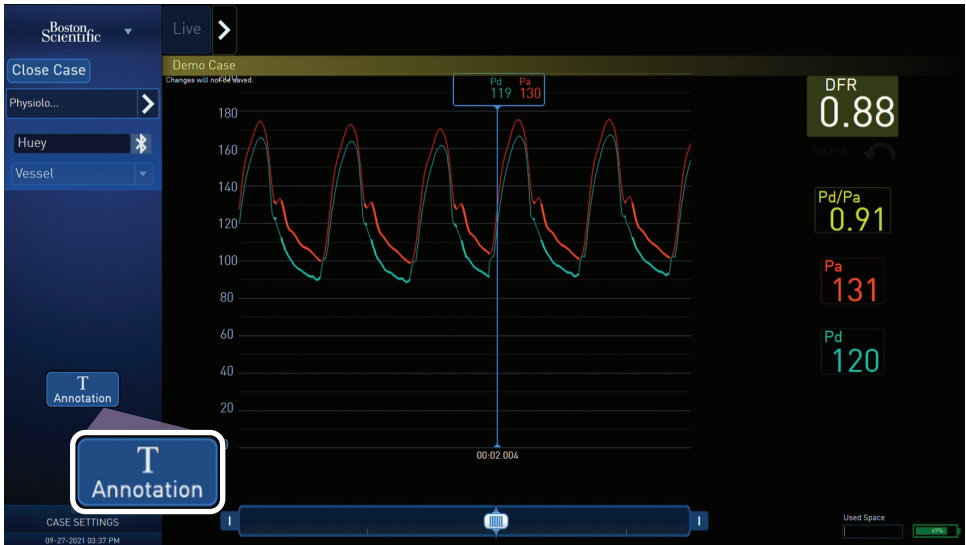 Boston
Scientific
Live
Close Case
Demo Case
Changes will not be saved.
Physiolo...
Huey
Vessel
T
Annotation
T
Annotation
CASE SETTINGS
09-27-2021 03:37 PM
Pd Pa
119 130
180
160
140
120
100
80
60
40
20
00:02.004
DFR
0.88
Pd/Pa
0.91
Pa
131
Pd
120
Used Space
69%